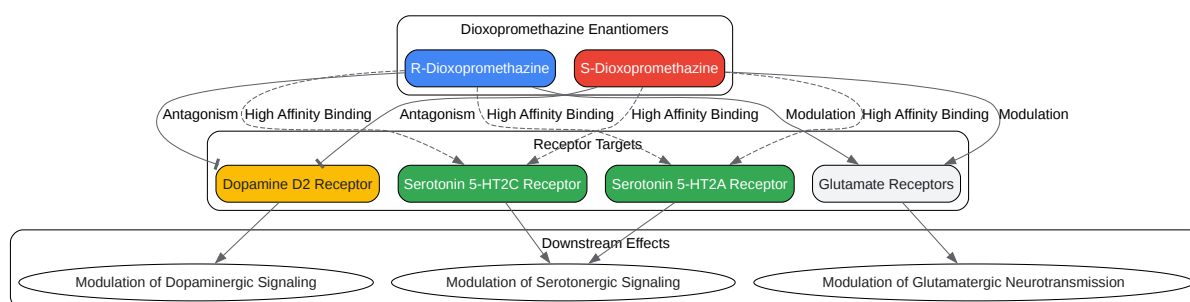 Dioxopromethazine Enantiomers
R-Dioxopromethazine
S-Dioxopromethazine
Antagonism
High Affinity Binding
Antagonism
High Affinity Binding
High Affinity Binding
Modulation
High Affinity Binding
Modulation
Receptor Targets
Dopamine D2 Receptor
Serotonin 5-HT2C Receptor
Serotonin 5-HT2A Receptor
Glutamate Receptors
Downstream Effects
Modulation of Dopaminergic Signaling
Modulation of Serotonergic Signaling
Modulation of Glutamatergic Neurotransmission